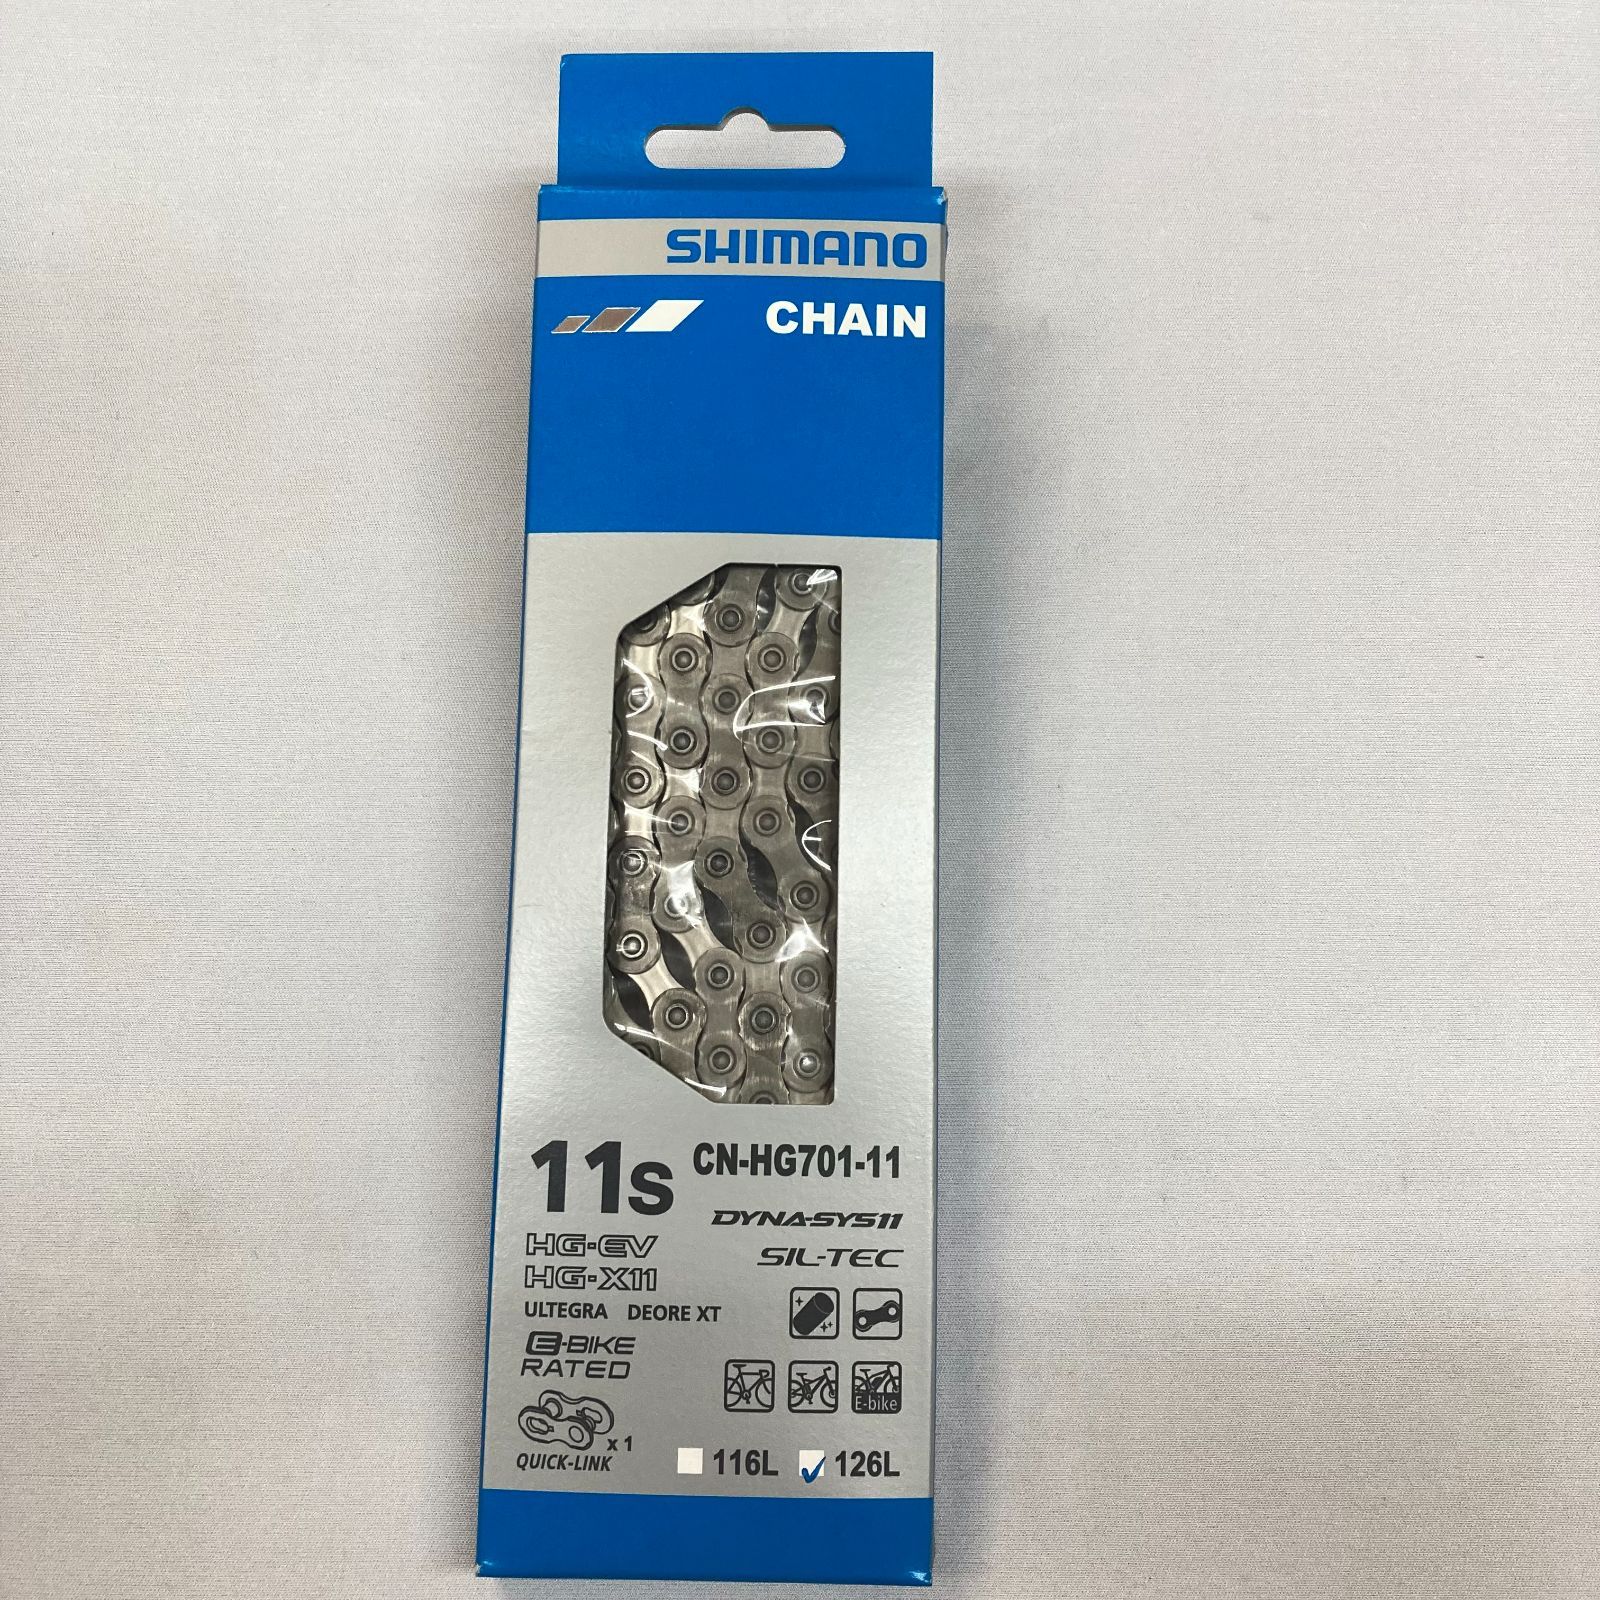 SHIMANO
CHAIN
11s CN-HG701-11
DYNA-SYS11
HG-EV
SIL-TEC
HG-X11
ULTEGRA DEORE XT
E-BIKE
RATED
E-bike
x 1
QUICK-LINK
116L 126L